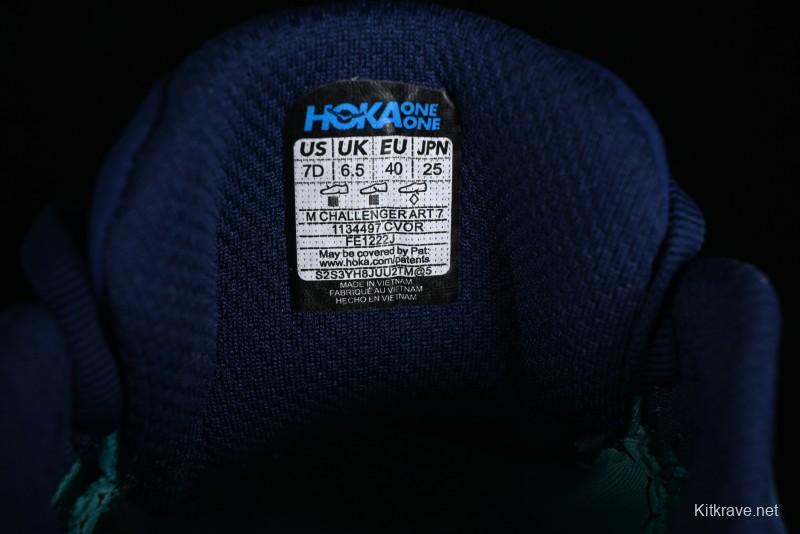 HOKA ONE ONE
US UK EU JPN
7D 6.5 40 25
M CHALLENGER ART 7
1134497 CVOR
FE1222J
May be covered by Pat:
www.hoka.com/patents
S2S3YH8JUU2TM@5
MADE IN VIETNAM
FABRIQUÉ AU VIETNAM
HECHO EN VIETNAM
Kitkrave.net